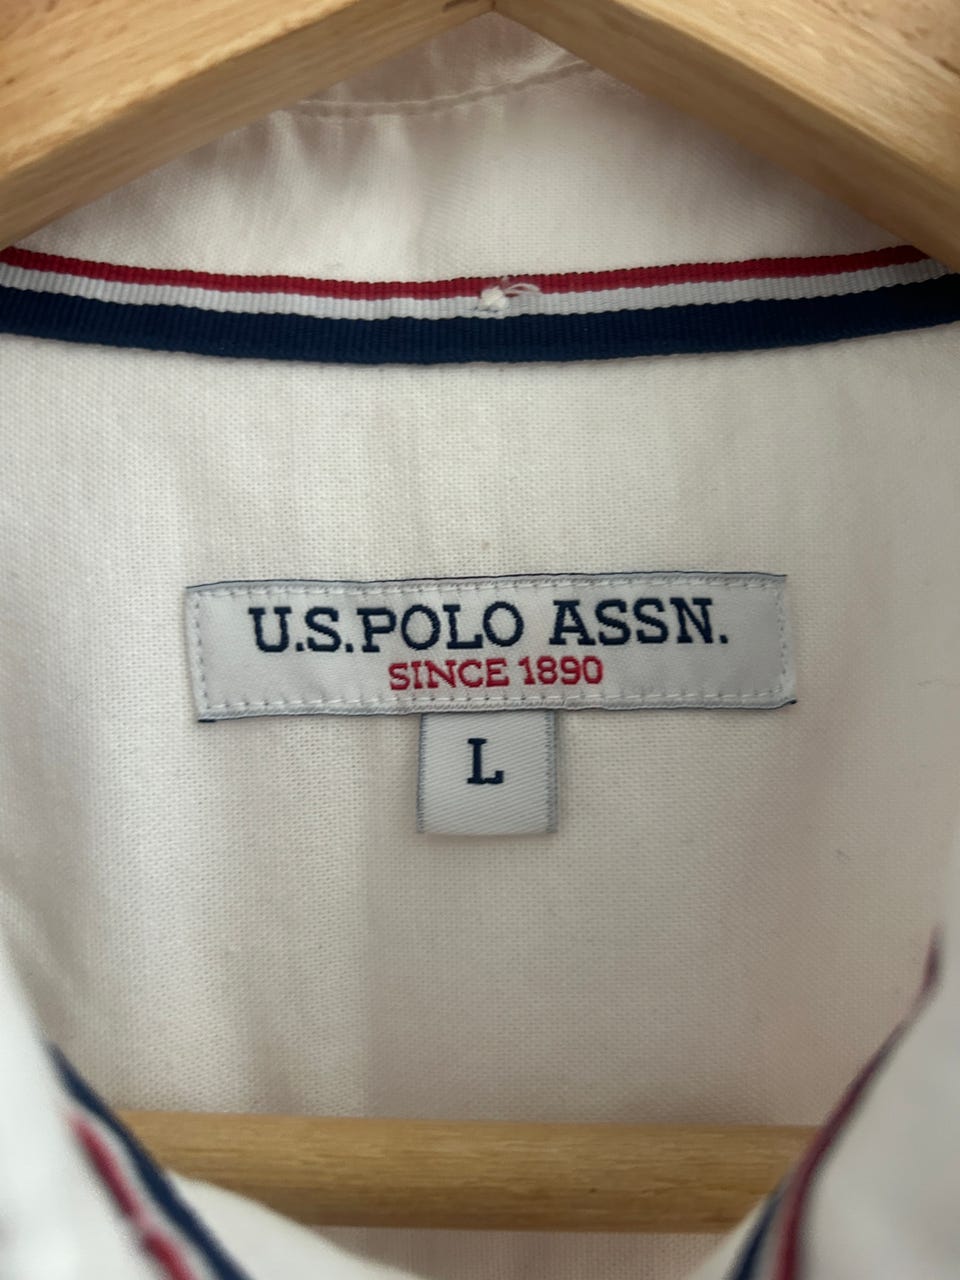 U.S. POLO ASSN.
SINCE 1890
L